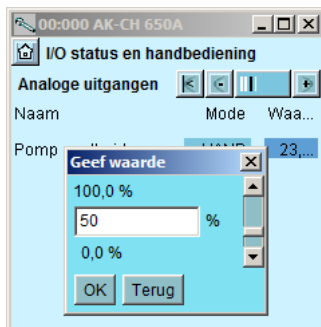 00:000 AK-CH 650A
I/O status en handbediening
Analoge uitgangen
Naam Mode Waa...
Pomp 23,...
Geef waarde
100,0 %
50 %
0,0 %
OK Terug